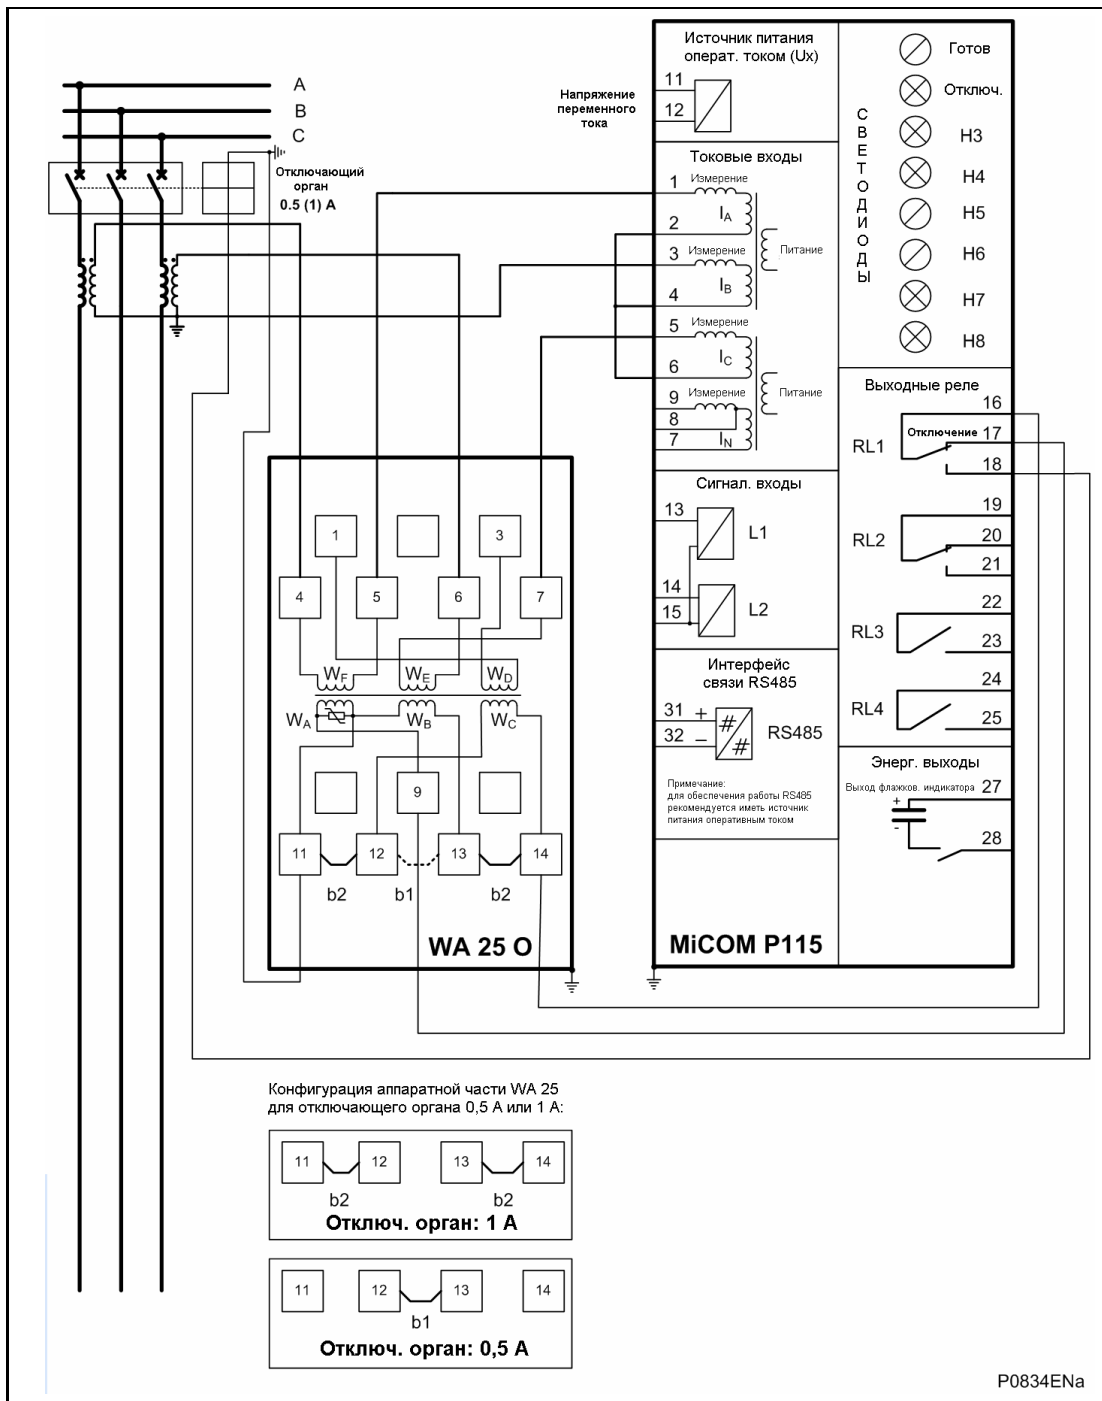 A
B
C
Отключающий
орган
0.5 (1) А
Напряжение
переменного
тока
Источник питания
операт. током (Ux)
11
12
Токовые входы
1
Измерение
IA
2
Питание
3
Измерение
IB
4
5
Измерение
IC
6
Питание
9
Измерение
8
7
IN
Сигнал. входы
13
L1
14
15
L2
Интерфейс
связи RS485
31 +
32 –
#
#
RS485
Примечание:
для обеспечения работы RS485
рекомендуется иметь источник
питания оперативным током
MiCOM P115
СВЕТОДИОДЫ
Готов
Отключ.
H3
H4
H5
H6
H7
H8
Выходные реле
16
Отключение 17
RL1
18
19
RL2
20
21
22
RL3
23
24
RL4
25
Энерг. выходы
Выход флажков. индикатора 27
+
-
28
1
3
4
5
6
7
WF
WE
WD
WA
WB
WC
9
11
12
13
14
b2
b1
b2
WA 25 O
Конфигурация аппаратной части WA 25
для отключающего органа 0,5 А или 1 А:
11
12
13
14
b2
b2
Отключ. орган: 1 А
11
12
13
14
b1
Отключ. орган: 0,5 А
P0834ENa